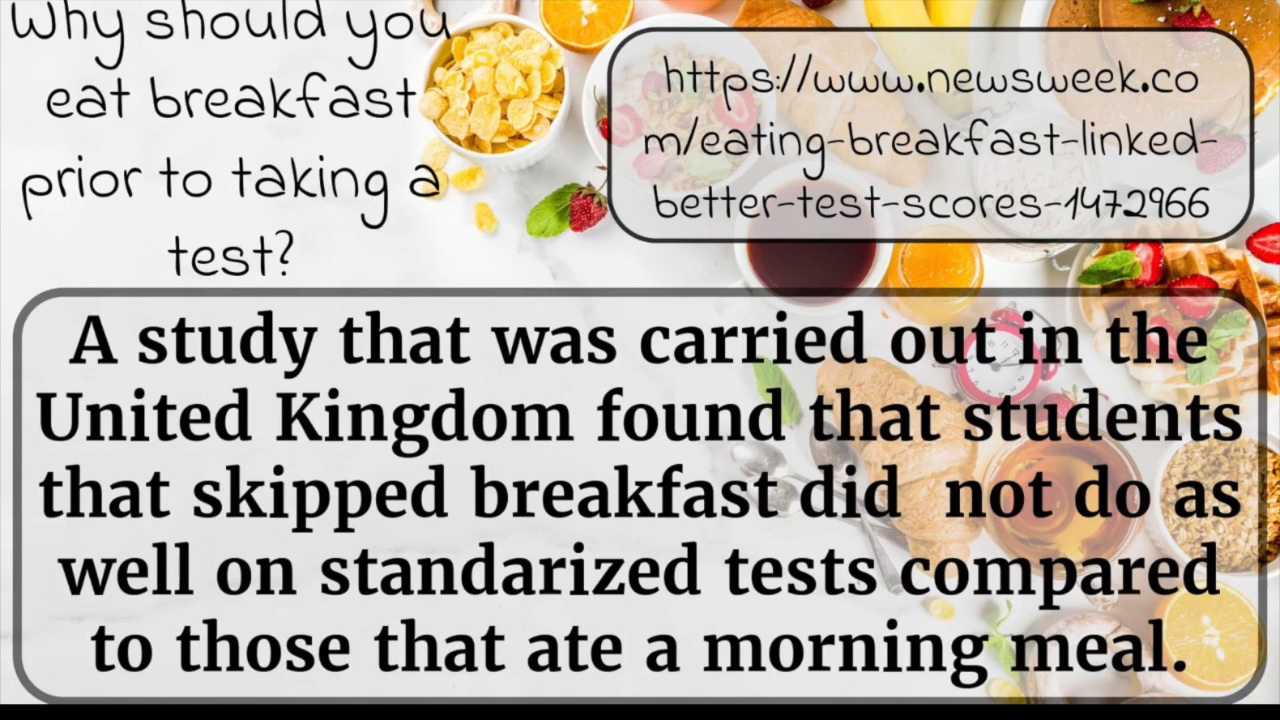 Why should you
eat breakfast
prior to taking a
test?
https://www.newsweek.co
m/eating-breakfast-linked-
better-test-scores-1472966
A study that was carried out in the
United Kingdom found that students
that skipped breakfast did  not do as
well on standarized tests compared
to those that ate a morning meal.